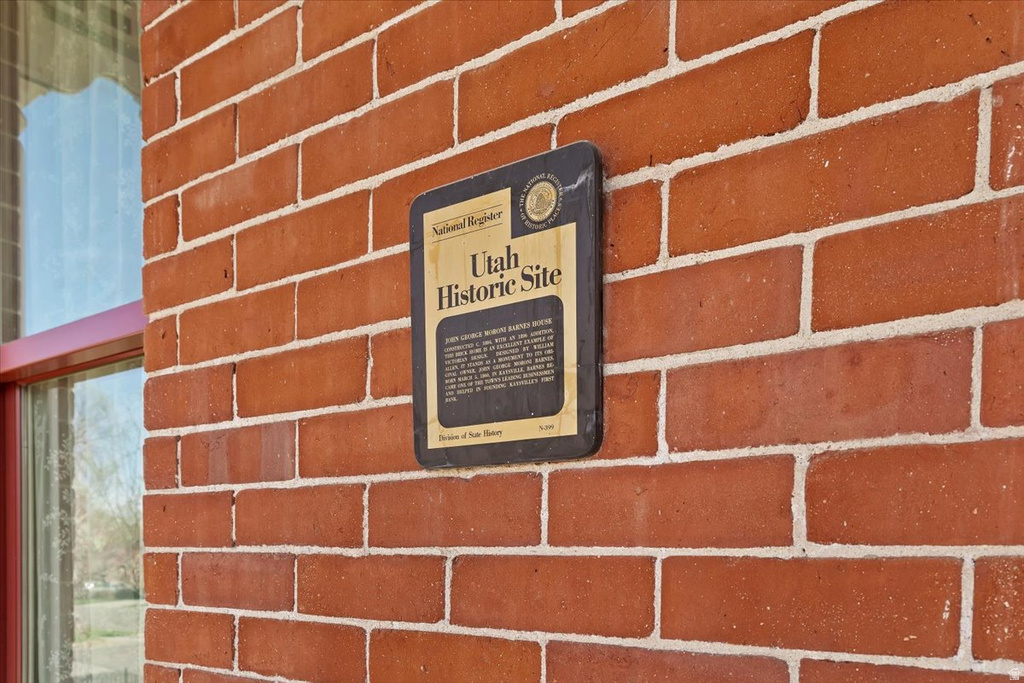 National Register
THE NATIONAL REGISTER
OF HISTORIC PLACES
Utah
Historic Site
JOHN GEORGE MORONI BARNES HOUSE
CONSTRUCTED C. 1884, WITH AN 1896 ADDITION,
THIS BRICK HOME IS AN EXCELLENT EXAMPLE OF
VICTORIAN DESIGN. DESIGNED BY WILLIAM
ALLEN, IT STANDS AS A MONUMENT TO ITS ORI-
GINAL OWNER, JOHN GEORGE MORONI BARNES.
BORN MARCH 5, 1860, IN KAYSVILLE, BARNES BE-
CAME ONE OF THE TOWN'S LEADING BUSINESSMEN
AND HELPED IN FOUNDING KAYSVILLE'S FIRST
BANK.
Division of State History
N-399